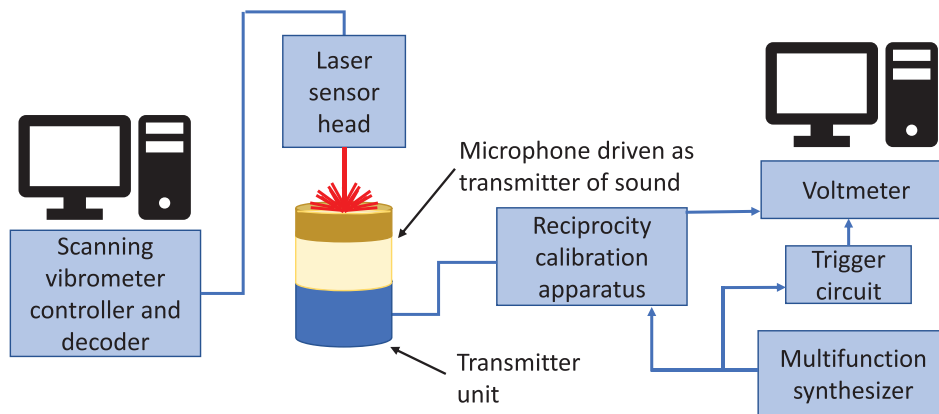 Laser
sensor
head
Microphone driven as
transmitter of sound
Voltmeter
Scanning
vibrometer
controller and
decoder
Reciprocity
calibration
apparatus
Trigger
circuit
Transmitter
unit
Multifunction
synthesizer